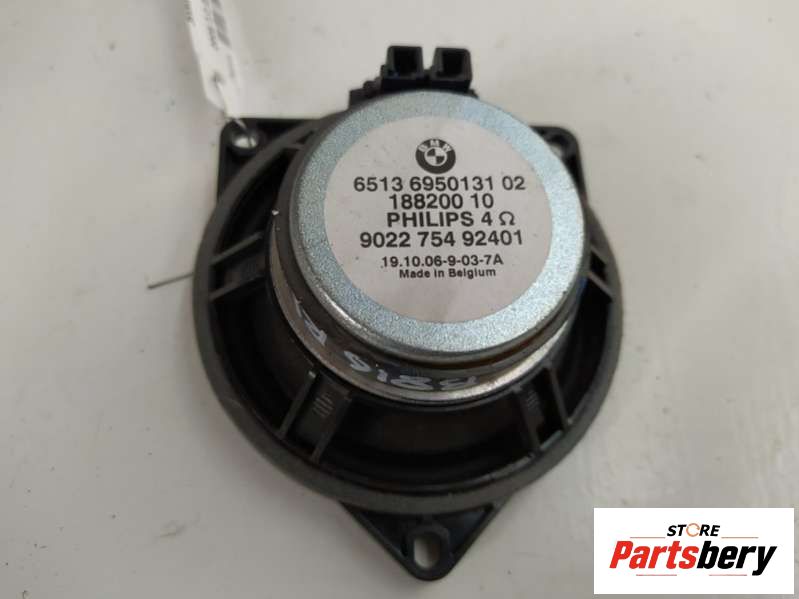 BMW
6513 6950131 02
188200 10
PHILIPS 4 Ω
9022 754 92401
19.10.06-9-03-7A
Made in Belgium
STORE
Partsbery